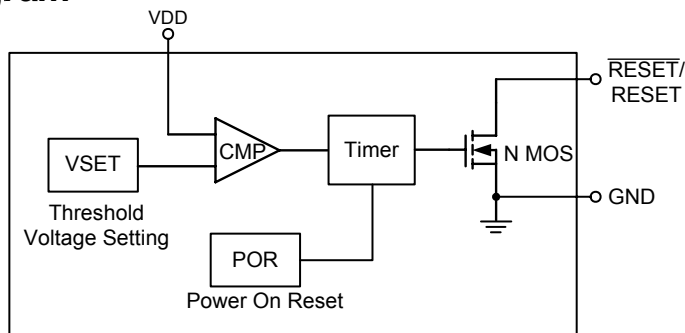 VDD
RESET/
RESET
VSET
CMP
Timer
N MOS
Threshold
Voltage Setting
GND
POR
Power On Reset